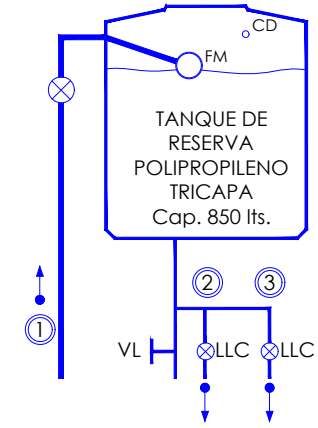 CD
FM
TANQUE DE
RESERVA
POLIPROPILENO
TRICAPA
Cap. 850 lts.
2 3
1
VL LLC LLC